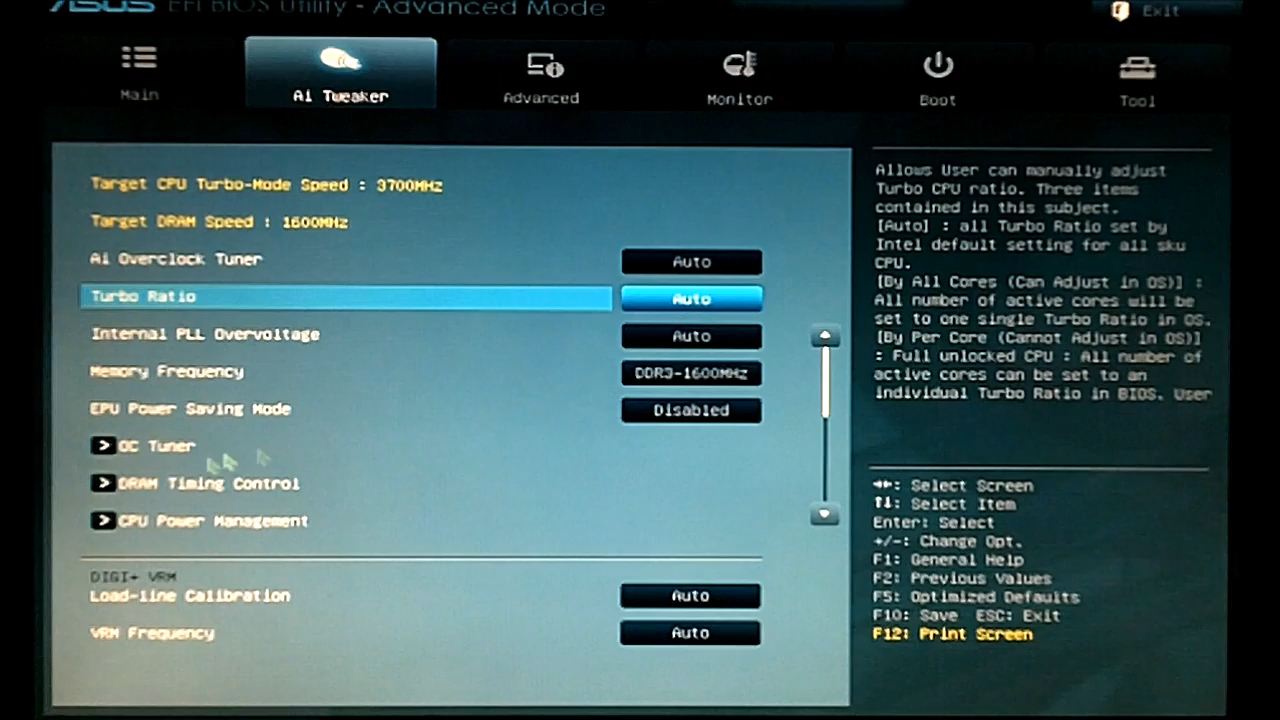 ASUS EFI BIOS Utility - Advanced Mode
Exit
Main
Ai Tweaker
Advanced
Monitor
Boot
Tool
Target CPU Turbo-Mode Speed : 3700MHz
Target DRAM Speed : 1600MHz
Ai Overclock Tuner Auto
Turbo Ratio Auto
Internal PLL Overvoltage Auto
Memory Frequency DDR3-1600MHz
EPU Power Saving Mode Disabled
> OC Tuner
> DRAM Timing Control
> CPU Power Management
DIGI+ VRM
Load-line Calibration Auto
VRM Frequency Auto
Allows User can manually adjust
Turbo CPU ratio. Three items
contained in this subject.
[Auto] : all Turbo Ratio set by
Intel default setting for all sku
CPU.
[By All Cores (Can Adjust in OS)] :
All number of active cores will be
set to one single Turbo Ratio in OS.
[By Per Core (Cannot Adjust in OS)]
: Full unlocked CPU : All number of
active cores can be set to an
individual Turbo Ratio in BIOS. User
→←: Select Screen
↑↓: Select Item
Enter: Select
+/-: Change Opt.
F1: General Help
F2: Previous Values
F5: Optimized Defaults
F10: Save ESC: Exit
F12: Print Screen